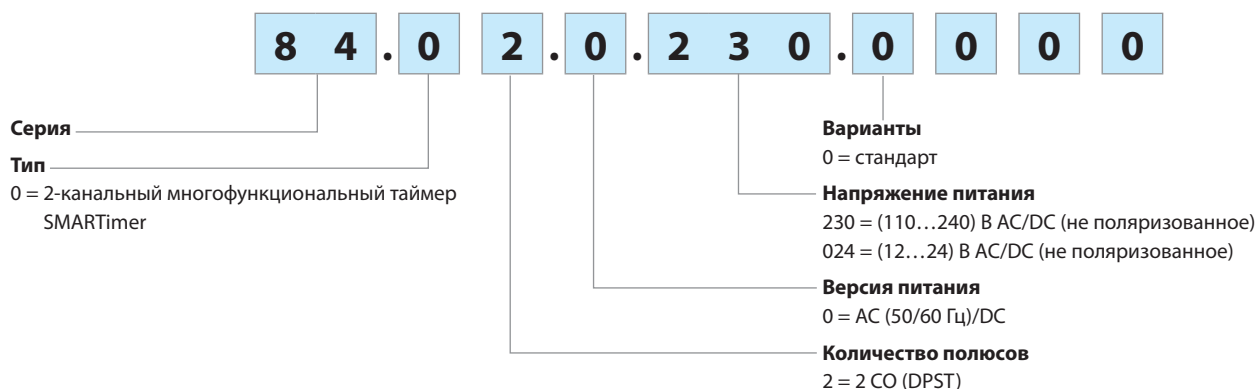 8 4 . 0 2 . 0 . 2 3 0 . 0 0 0 0
Серия
Тип
0 = 2-канальный многофункциональный таймер
SMARTimer
Варианты
0 = стандарт
Напряжение питания
230 = (110…240) В AC/DC (не поляризованное)
024 = (12…24) В AC/DC (не поляризованное)
Версия питания
0 = AC (50/60 Гц)/DC
Количество полюсов
2 = 2 CO (DPST)